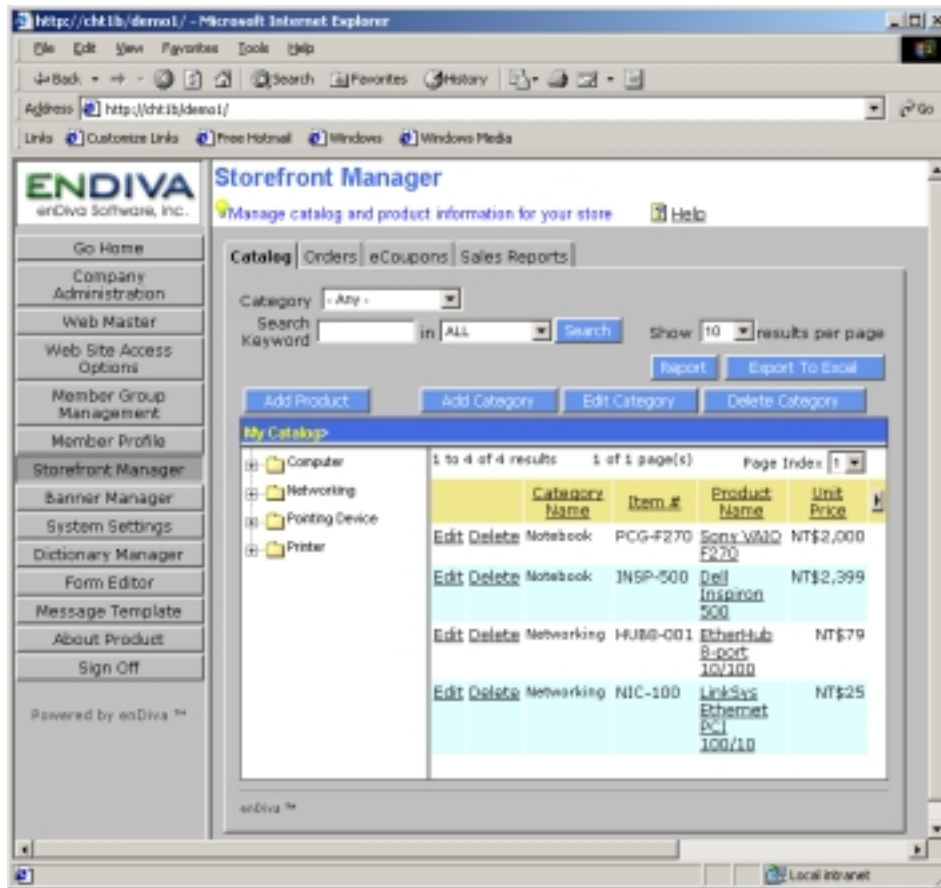 http://cht1b/demo1/ - Microsoft Internet Explorer
File Edit View Favorites Tools Help
Back Search Favorites History
Address http://cht1b/demo1/ Go
Links Customize Links Free Hotmail Windows Windows Media
ENDIVA
enDiva Software, Inc.
Go Home
Company Administration
Web Master
Web Site Access Options
Member Group Management
Member Profile
Storefront Manager
Banner Manager
System Settings
Dictionary Manager
Form Editor
Message Template
About Product
Sign Off
Powered by enDiva ™
Storefront Manager
Manage catalog and product information for your store Help
Catalog Orders eCoupons Sales Reports
Category - Any -
Search Keyword in ALL Search Show 10 results per page
Report Export To Excel
Add Product Add Category Edit Category Delete Category
My Catalog>
Computer
Networking
Pointing Device
Printer
1 to 4 of 4 results 1 of 1 page(s) Page Index 1
Category Name Item # Product Name Unit Price
Edit Delete Notebook PCG-F270 Sony VAIO F270 NT$2,000
Edit Delete Notebook INSP-500 Dell Inspiron 500 NT$2,399
Edit Delete Networking HUB8-001 EtherHub 8-port 10/100 NT$79
Edit Delete Networking NIC-100 LinkSys Ethernet PCI 100/10 NT$25
enDiva ™
Local intranet